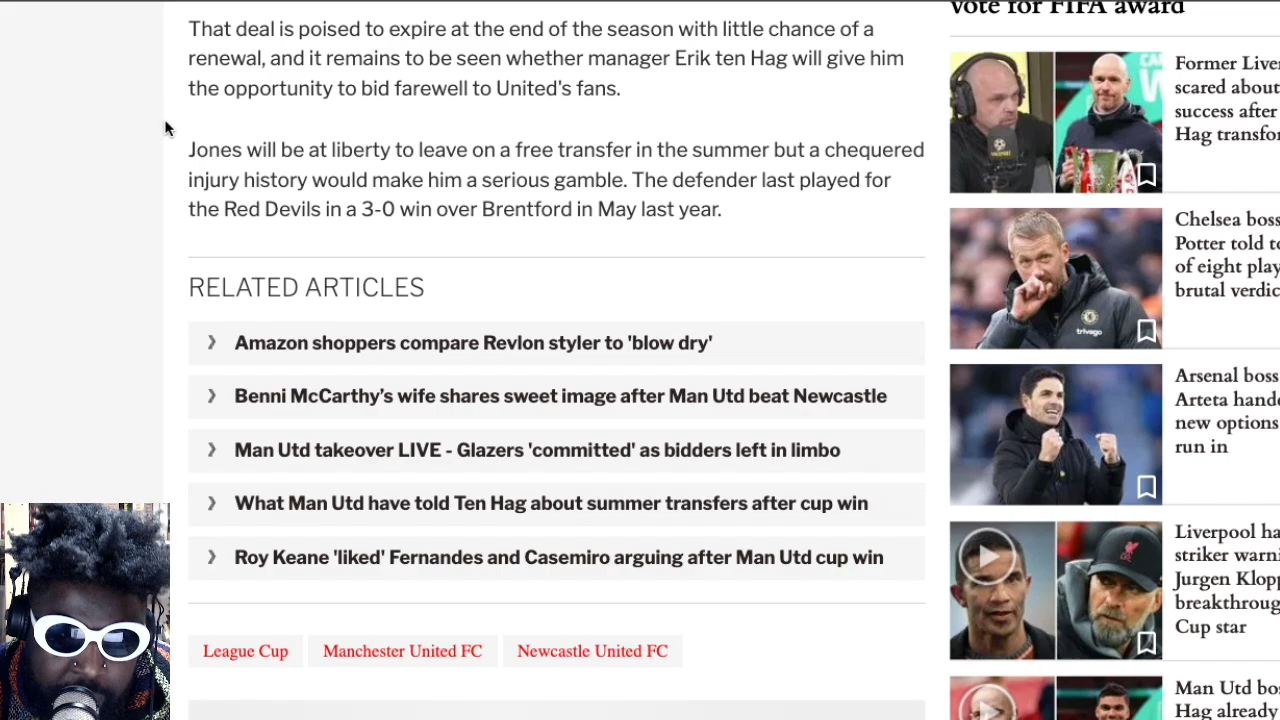 That deal is poised to expire at the end of the season with little chance of a
renewal, and it remains to be seen whether manager Erik ten Hag will give him
the opportunity to bid farewell to United's fans.
Jones will be at liberty to leave on a free transfer in the summer but a chequered
injury history would make him a serious gamble. The defender last played for
the Red Devils in a 3-0 win over Brentford in May last year.
RELATED ARTICLES
Amazon shoppers compare Revlon styler to 'blow dry'
Benni McCarthy’s wife shares sweet image after Man Utd beat Newcastle
Man Utd takeover LIVE - Glazers 'committed' as bidders left in limbo
What Man Utd have told Ten Hag about summer transfers after cup win
Roy Keane 'liked' Fernandes and Casemiro arguing after Man Utd cup win
League Cup
Manchester United FC
Newcastle United FC
vote for FIFA award
Former Liver
scared about
success after
Hag transfor
Chelsea boss
Potter told to
of eight play
brutal verdic
trivago
Arsenal boss
Arteta hande
new options
run in
Liverpool ha
striker warni
Jurgen Klopp
breakthroug
Cup star
Man Utd bo
Hag already